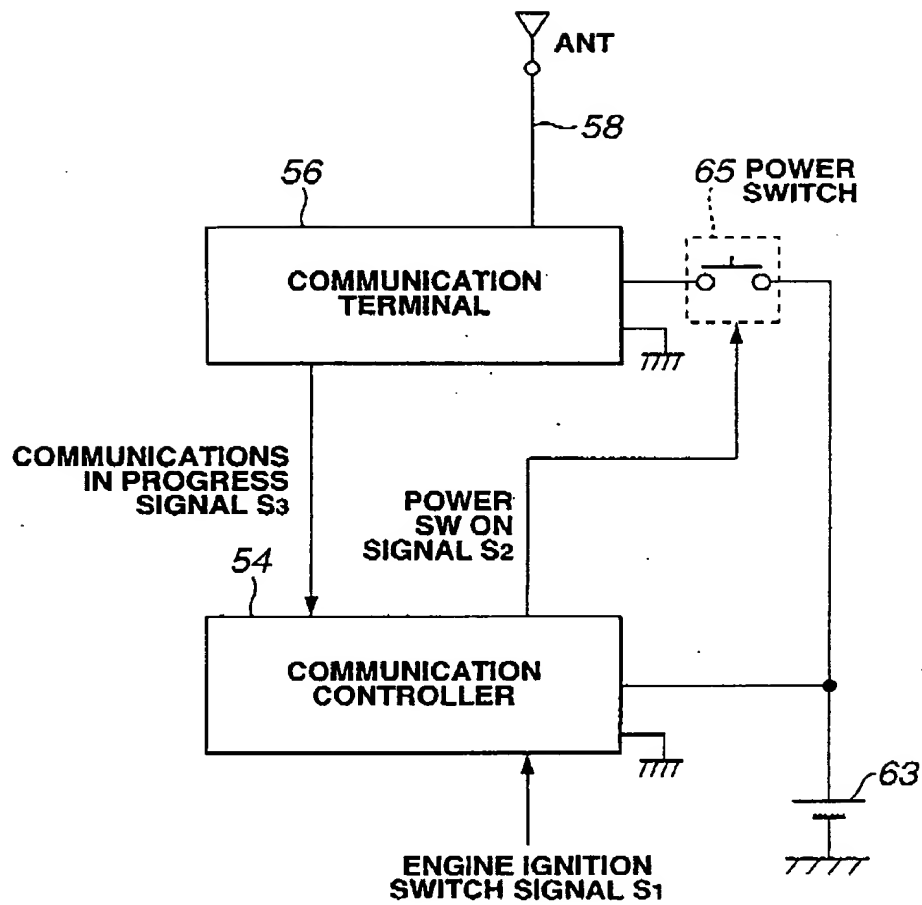 ANT
58
56
65 POWER
SWITCH
COMMUNICATION
TERMINAL
COMMUNICATIONS
IN PROGRESS
SIGNAL S3
POWER
SW ON
SIGNAL S2
54
COMMUNICATION
CONTROLLER
63
ENGINE IGNITION
SWITCH SIGNAL S1